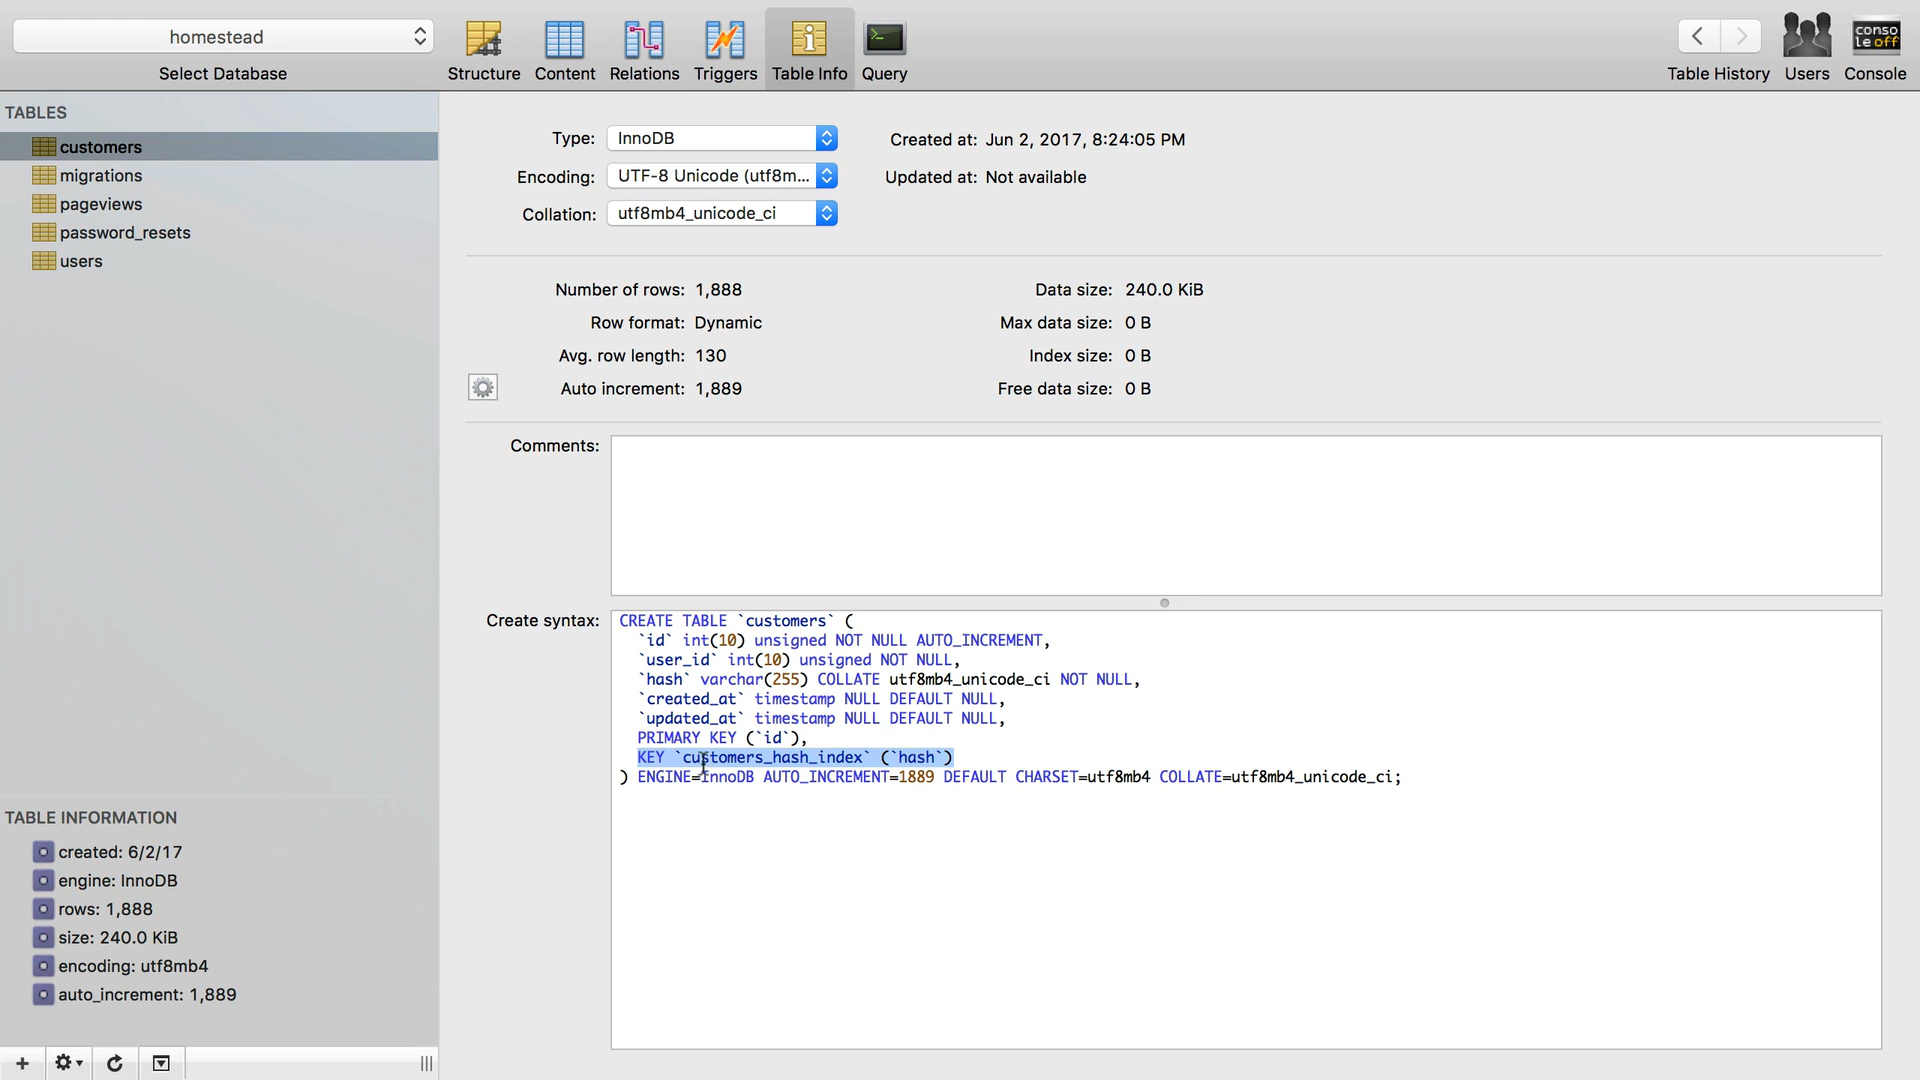 homestead
Select Database
Structure
Content
Relations
Triggers
Table Info
Query
Table History
Users
conso
le off
Console
TABLES
customers
migrations
pageviews
password_resets
users
TABLE INFORMATION
created: 6/2/17
engine: InnoDB
rows: 1,888
size: 240.0 KiB
encoding: utf8mb4
auto_increment: 1,889
Type: InnoDB
Created at: Jun 2, 2017, 8:24:05 PM
Encoding: UTF-8 Unicode (utf8m...
Updated at: Not available
Collation: utf8mb4_unicode_ci
Number of rows: 1,888
Data size: 240.0 KiB
Row format: Dynamic
Max data size: 0 B
Avg. row length: 130
Index size: 0 B
Auto increment: 1,889
Free data size: 0 B
Comments:
Create syntax:
CREATE TABLE `customers` (
`id` int(10) unsigned NOT NULL AUTO_INCREMENT,
`user_id` int(10) unsigned NOT NULL,
`hash` varchar(255) COLLATE utf8mb4_unicode_ci NOT NULL,
`created_at` timestamp NULL DEFAULT NULL,
`updated_at` timestamp NULL DEFAULT NULL,
PRIMARY KEY (`id`),
KEY `customers_hash_index` (`hash`)
) ENGINE=InnoDB AUTO_INCREMENT=1889 DEFAULT CHARSET=utf8mb4 COLLATE=utf8mb4_unicode_ci;